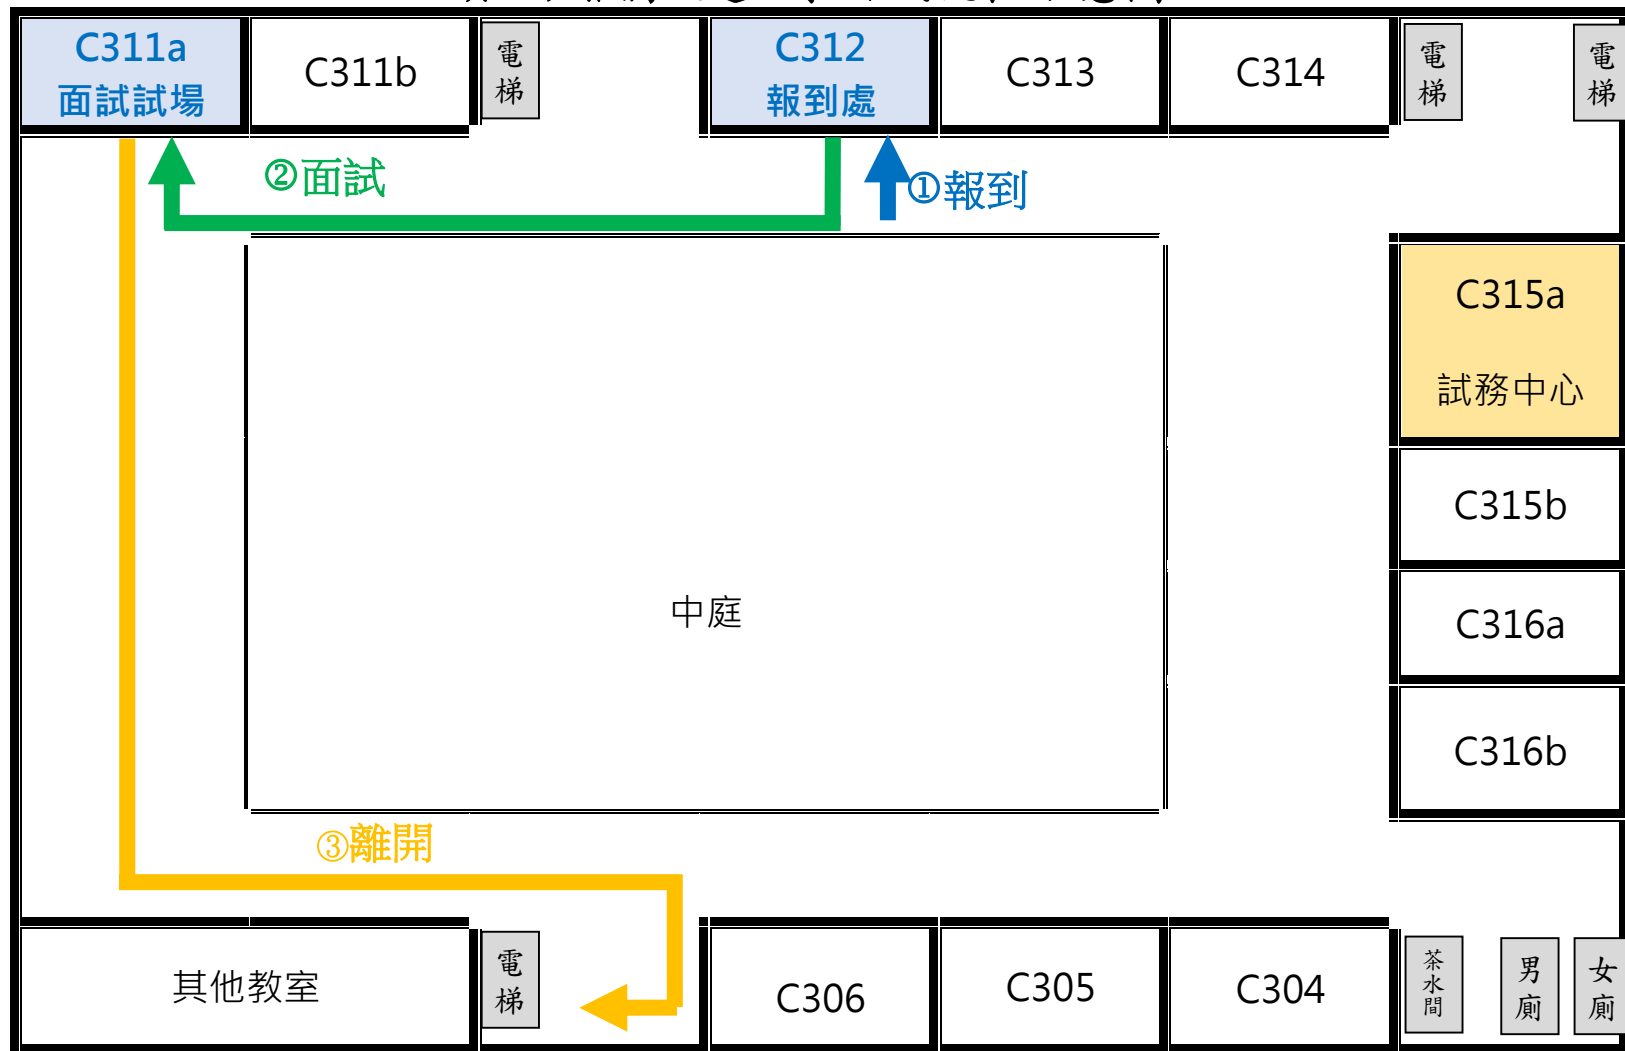 C311a
面試試場
C311b
電梯
C312
報到處
C313
C314
電梯
電梯
②面試
①報到
C315a
試務中心
C315b
中庭
C316a
C316b
③離開
其他教室
電梯
C306
C305
C304
茶水間
男廁
女廁